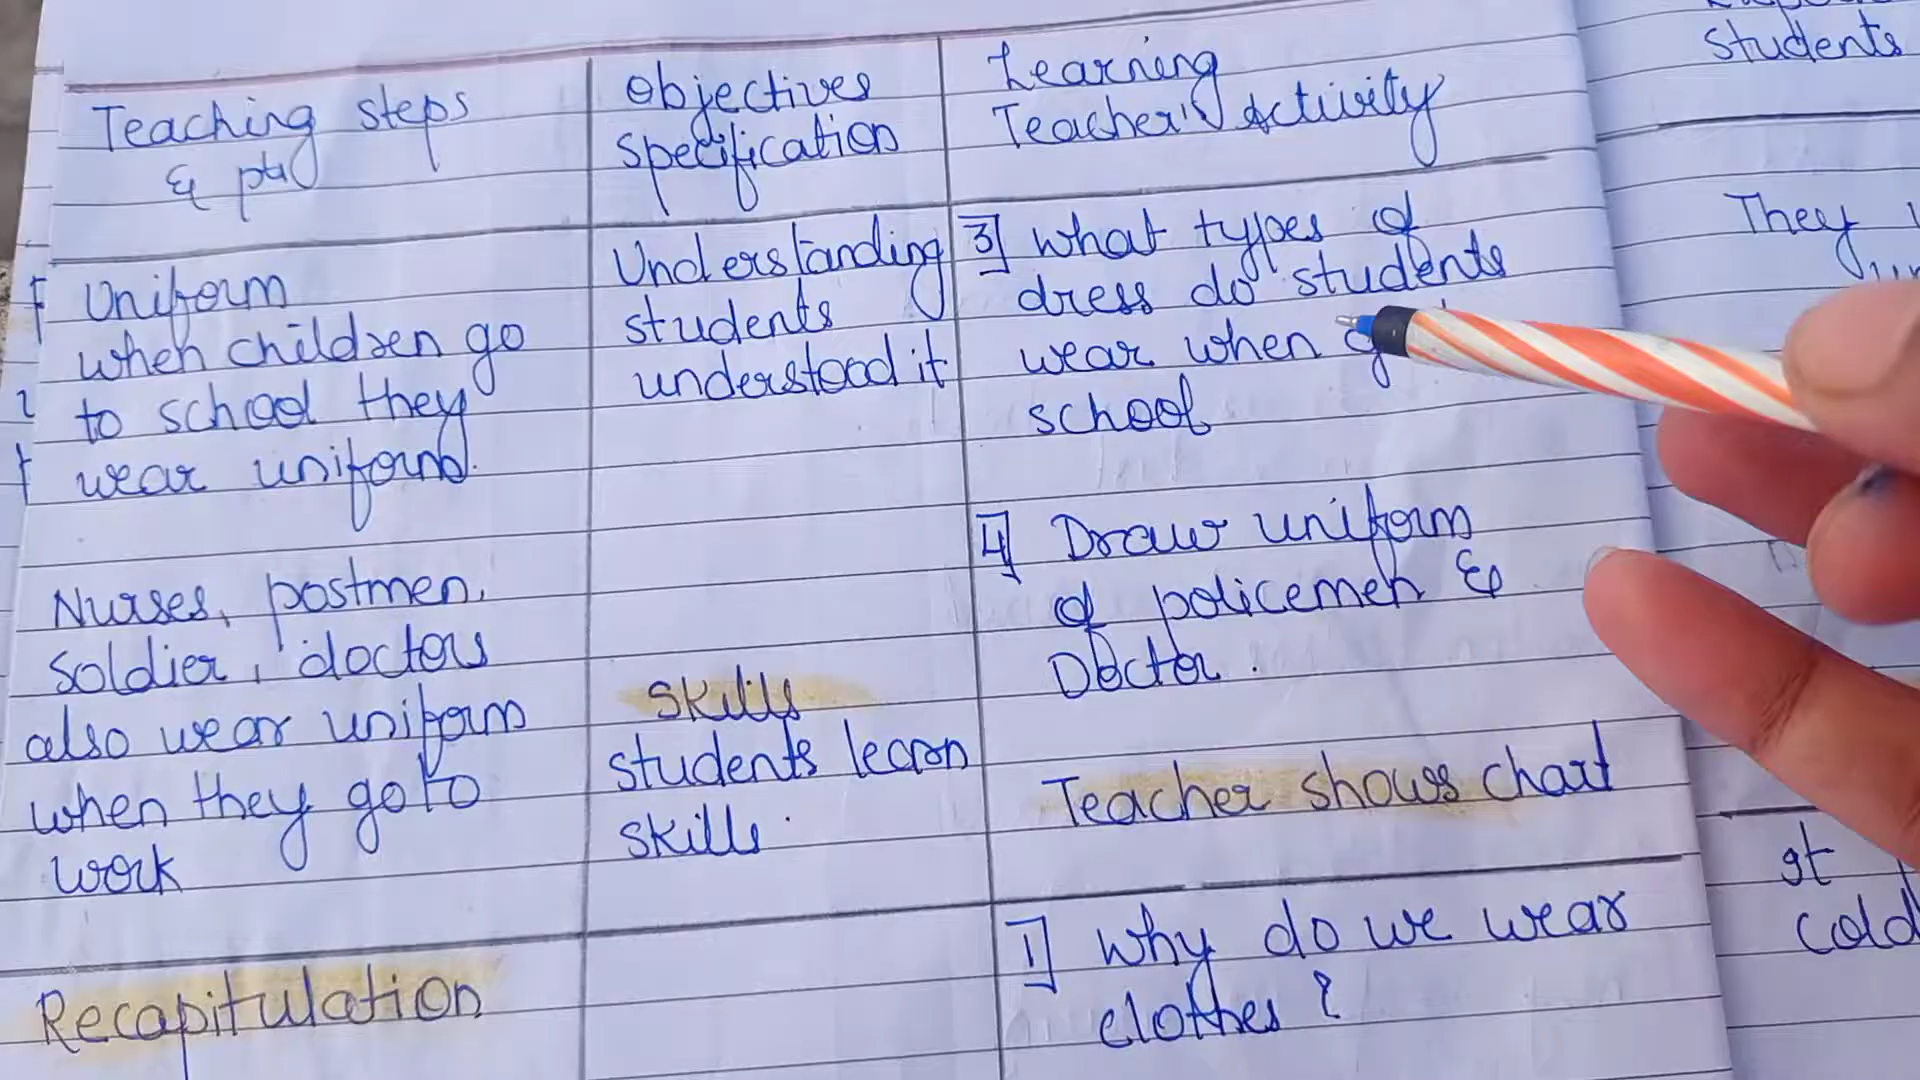 Teaching steps
& pts
Uniform
when children go
to school they
wear uniform.
Nurses, postmen,
soldier, doctors
also wear uniform
when they go to
work
Recapitulation
objectives
specification
Understanding
students
understood it
Skills
students learn
skills.
Learning
Teacher's Activity
3] what types of
dress do students
wear when
school
4] Draw uniform
of policemen &
Doctor.
Teacher shows chart
1] why do we wear
clothes ?
students
They
cold